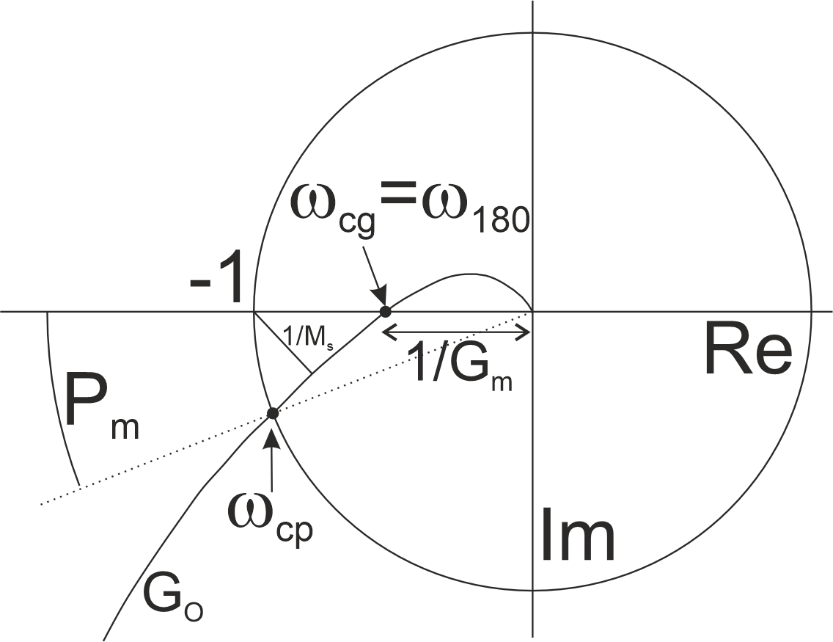 ω_cg=ω_180
-1
1/M_s
1/G_m
Re
P_m
ω_cp
Im
G_O